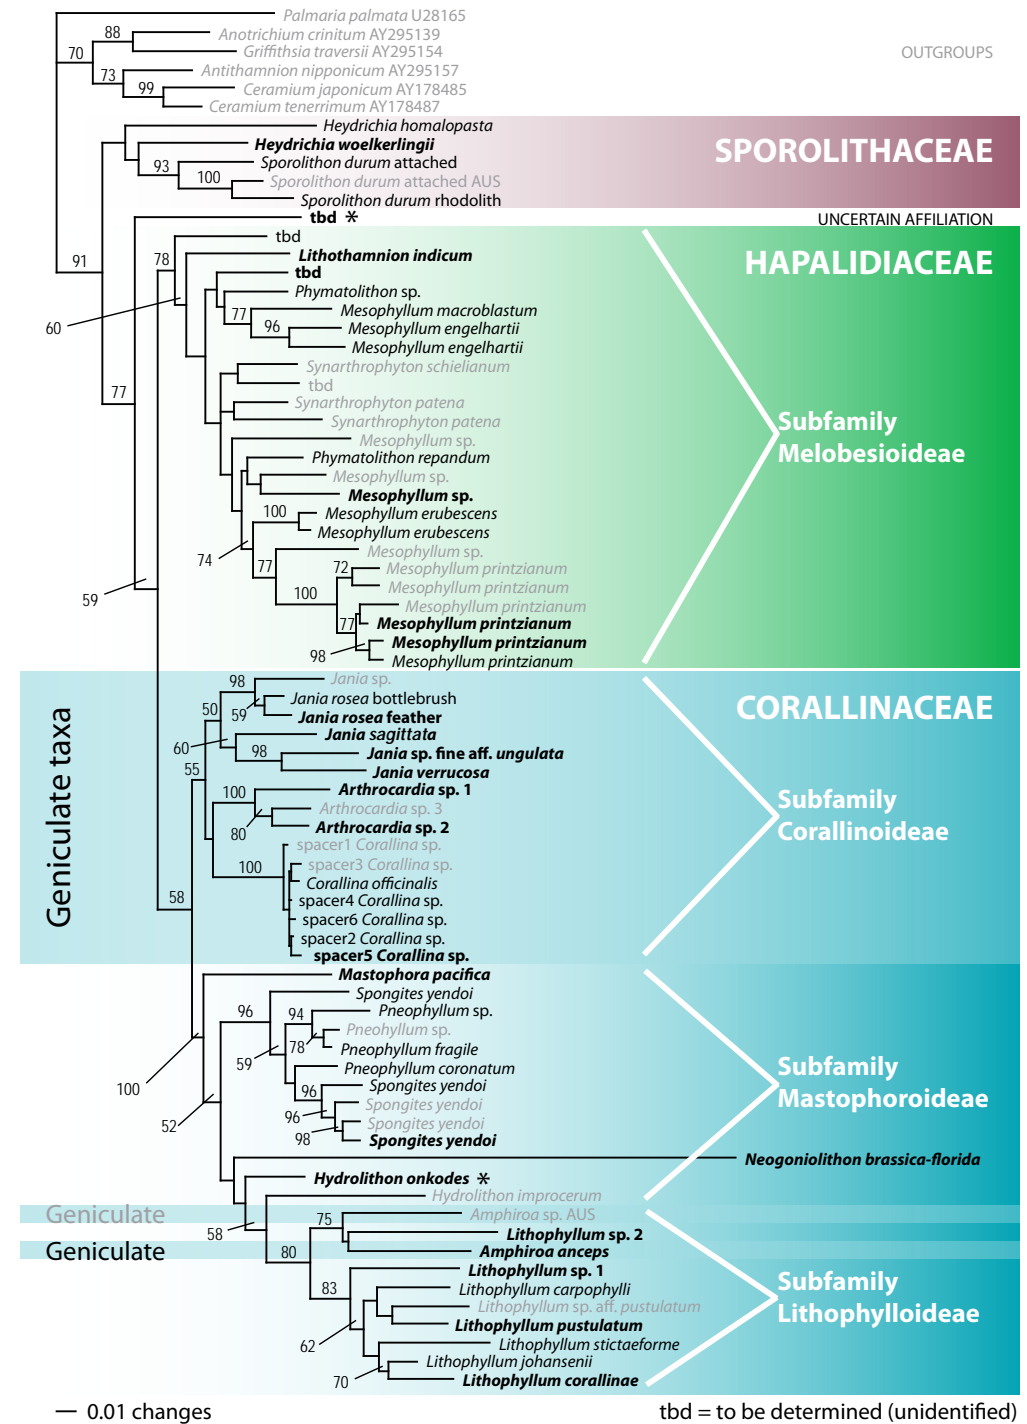 Palmaria palmata U28165
88
Anotrichium crinitum AY295139
Griffithsia traversii AY295154
OUTGROUPS
70
Antithamnion nipponicum AY295157
73
99
Ceramium japonicum AY178485
Ceramium tenerrimum AY178487
Heydrichia homalopasta
Heydrichia woelkerlingii
SPOROLITHACEAE
93
Sporolithon durum attached
100
Sporolithon durum attached AUS
Sporolithon durum rhodolith
tbd *
UNCERTAIN AFFILIATION
tbd
91
78
Lithothamnion indicum
HAPALIDIACEAE
tbd
Phymatolithon sp.
60
77
Mesophyllum macroblastum
96
Mesophyllum engelhartii
Mesophyllum engelhartii
Synarthrophyton schielianum
tbd
77
Synarthrophyton patena
Synarthrophyton patena
Subfamily
Melobesioideae
Mesophyllum sp.
Phymatolithon repandum
Mesophyllum sp.
Mesophyllum sp.
100
Mesophyllum erubescens
Mesophyllum erubescens
74
Mesophyllum sp.
77
72
Mesophyllum printzianum
Mesophyllum printzianum
59
100
Mesophyllum printzianum
77
Mesophyllum printzianum
Mesophyllum printzianum
98
Mesophyllum printzianum
98
Jania sp.
Jania rosea bottlebrush
CORALLINACEAE
50
59
Jania rosea feather
Jania sagittata
60
98
Jania sp. fine aff. ungulata
55
Jania verrucosa
100
Arthrocardia sp. 1
Arthrocardia sp. 3
80
Arthrocardia sp. 2
Subfamily
Corallinoideae
Geniculate taxa
spacer1 Corallina sp.
100
spacer3 Corallina sp.
Corallina officinalis
58
spacer4 Corallina sp.
spacer6 Corallina sp.
spacer2 Corallina sp.
spacer5 Corallina sp.
Mastophora pacifica
Spongites yendoi
96
94
Pneophyllum sp.
Pneohyllum sp.
78
Pneophyllum fragile
59
Pneophyllum coronatum
100
96
Spongites yendoi
Spongites yendoi
96
Spongites yendoi
52
98
Spongites yendoi
Subfamily
Mastophoroideae
Neogoniolithon brassica-florida
Hydrolithon onkodes *
Hydrolithon improcerum
Geniculate
75
Amphiroa sp. AUS
58
Lithophyllum sp. 2
Geniculate
80
Amphiroa anceps
Lithophyllum sp. 1
83
Lithophyllum carpophylli
Lithophyllum sp. aff. pustulatum
Lithophyllum pustulatum
Subfamily
Lithophylloideae
62
Lithophyllum stictaeforme
Lithophyllum johansenii
70
Lithophyllum corallinae
0.01 changes
tbd = to be determined (unidentified)